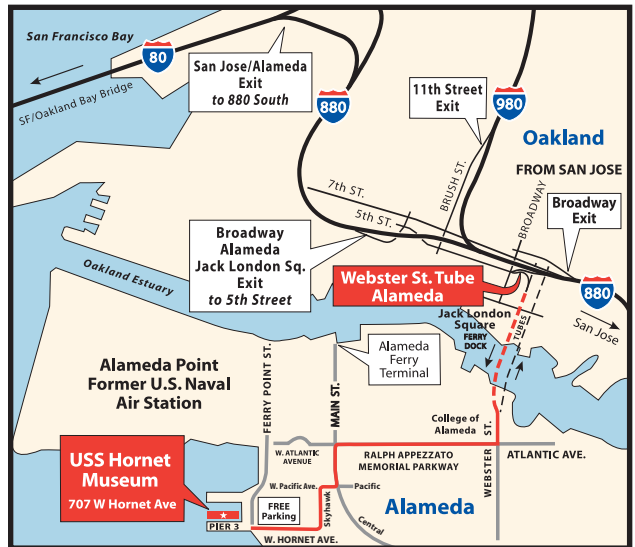 San Francisco Bay
80
SF/Oakland Bay Bridge
San Jose/Alameda
Exit
to 880 South
880
11th Street
Exit
980
Oakland
FROM SAN JOSE
BRUSH ST.
BROADWAY
7th ST.
5th ST.
Broadway
Exit
Broadway
Alameda
Jack London Sq.
Exit
to 5th Street
Webster St. Tube
Alameda
880
San Jose
Oakland Estuary
Jack London
Square
FERRY
DOCK
TUBES
Alameda
Ferry
Terminal
Alameda Point
Former U.S. Naval
Air Station
FERRY POINT ST.
MAIN ST.
College of
Alameda
WEBSTER ST.
W. ATLANTIC
AVENUE
RALPH APPEZZATO
MEMORIAL PARKWAY
ATLANTIC AVE.
USS Hornet
Museum
707 W Hornet Ave
W. Pacific Ave.
Pacific
Skyhawk
FREE
Parking
Alameda
PIER 3
Central
W. HORNET AVE.